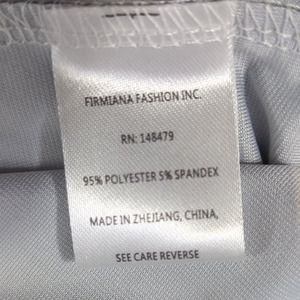 FIRMIANA FASHION INC.
RN: 148479
95% POLYESTER 5% SPANDEX
MADE IN ZHEJIANG, CHINA,
SEE CARE REVERSE